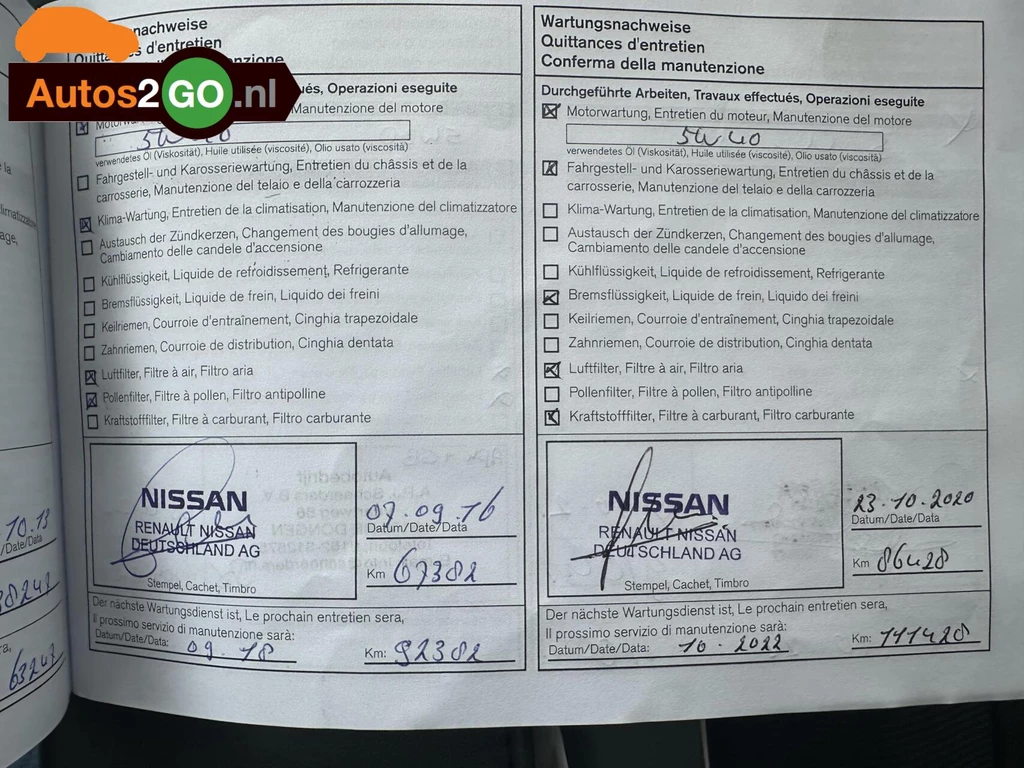 Autos2GO.nl
nachweise
d'entretien
ués, Operazioni eseguite
Manutenzione del motore
5W40
verwendetes Öl (Viskosität), Huile utilisée (viscosité), Olio usato (viscosità)
Fahrgestell- und Karosseriewartung, Entretien du châssis et de la
carrosserie, Manutenzione del telaio e della carrozzeria
Klima-Wartung, Entretien de la climatisation, Manutenzione del climatizzatore
Austausch der Zündkerzen, Changement des bougies d'allumage,
Cambiamento delle candele d'accensione
Kühlflüssigkeit, Liquide de refroidissement, Refrigerante
Bremsflüssigkeit, Liquide de frein, Liquido dei freini
Keilriemen, Courroie d'entraînement, Cinghia trapezoidale
Zahnriemen, Courroie de distribution, Cinghia dentata
Luftfilter, Filtre à air, Filtro aria
Pollenfilter, Filtre à pollen, Filtro antipolline
Kraftstofffilter, Filtre à carburant, Filtro carburante
NISSAN
RENAULT NISSAN
DEUTSCHLAND AG
Stempel, Cachet, Timbro
07.09.16
Datum/Date/Data
Km 67382
Der nächste Wartungsdienst ist, Le prochain entretien sera,
Il prossimo servizio di manutenzione sarà:
Datum/Date/Data: 09.18 Km: 92382
Wartungsnachweise
Quittances d'entretien
Conferma della manutenzione
Durchgeführte Arbeiten, Travaux effectués, Operazioni eseguite
Motorwartung, Entretien du moteur, Manutenzione del motore
5W40
verwendetes Öl (Viskosität), Huile utilisée (viscosité), Olio usato (viscosità)
Fahrgestell- und Karosseriewartung, Entretien du châssis et de la
carrosserie, Manutenzione del telaio e della carrozzeria
Klima-Wartung, Entretien de la climatisation, Manutenzione del climatizzatore
Austausch der Zündkerzen, Changement des bougies d'allumage,
Cambiamento delle candele d'accensione
Kühlflüssigkeit, Liquide de refroidissement, Refrigerante
Bremsflüssigkeit, Liquide de frein, Liquido dei freini
Keilriemen, Courroie d'entraînement, Cinghia trapezoidale
Zahnriemen, Courroie de distribution, Cinghia dentata
Luftfilter, Filtre à air, Filtro aria
Pollenfilter, Filtre à pollen, Filtro antipolline
Kraftstofffilter, Filtre à carburant, Filtro carburante
NISSAN
RENAULT NISSAN
DEUTSCHLAND AG
Stempel, Cachet, Timbro
23.10.2020
Datum/Date/Data
Km 86428
Der nächste Wartungsdienst ist, Le prochain entretien sera,
Il prossimo servizio di manutenzione sarà:
Datum/Date/Data: 10.2022 Km: 111428